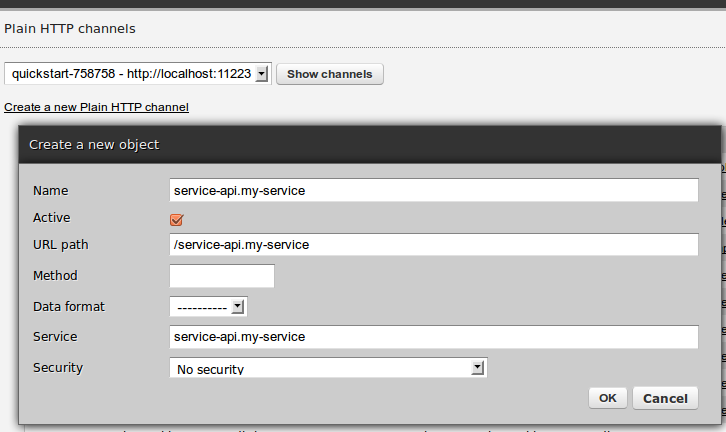 Plain HTTP channels
quickstart-758758 - http://localhost:11223 Show channels
Create a new Plain HTTP channel
Create a new object
Name service-api.my-service
Active
URL path /service-api.my-service
Method
Data format ----------
Service service-api.my-service
Security No security
OK Cancel